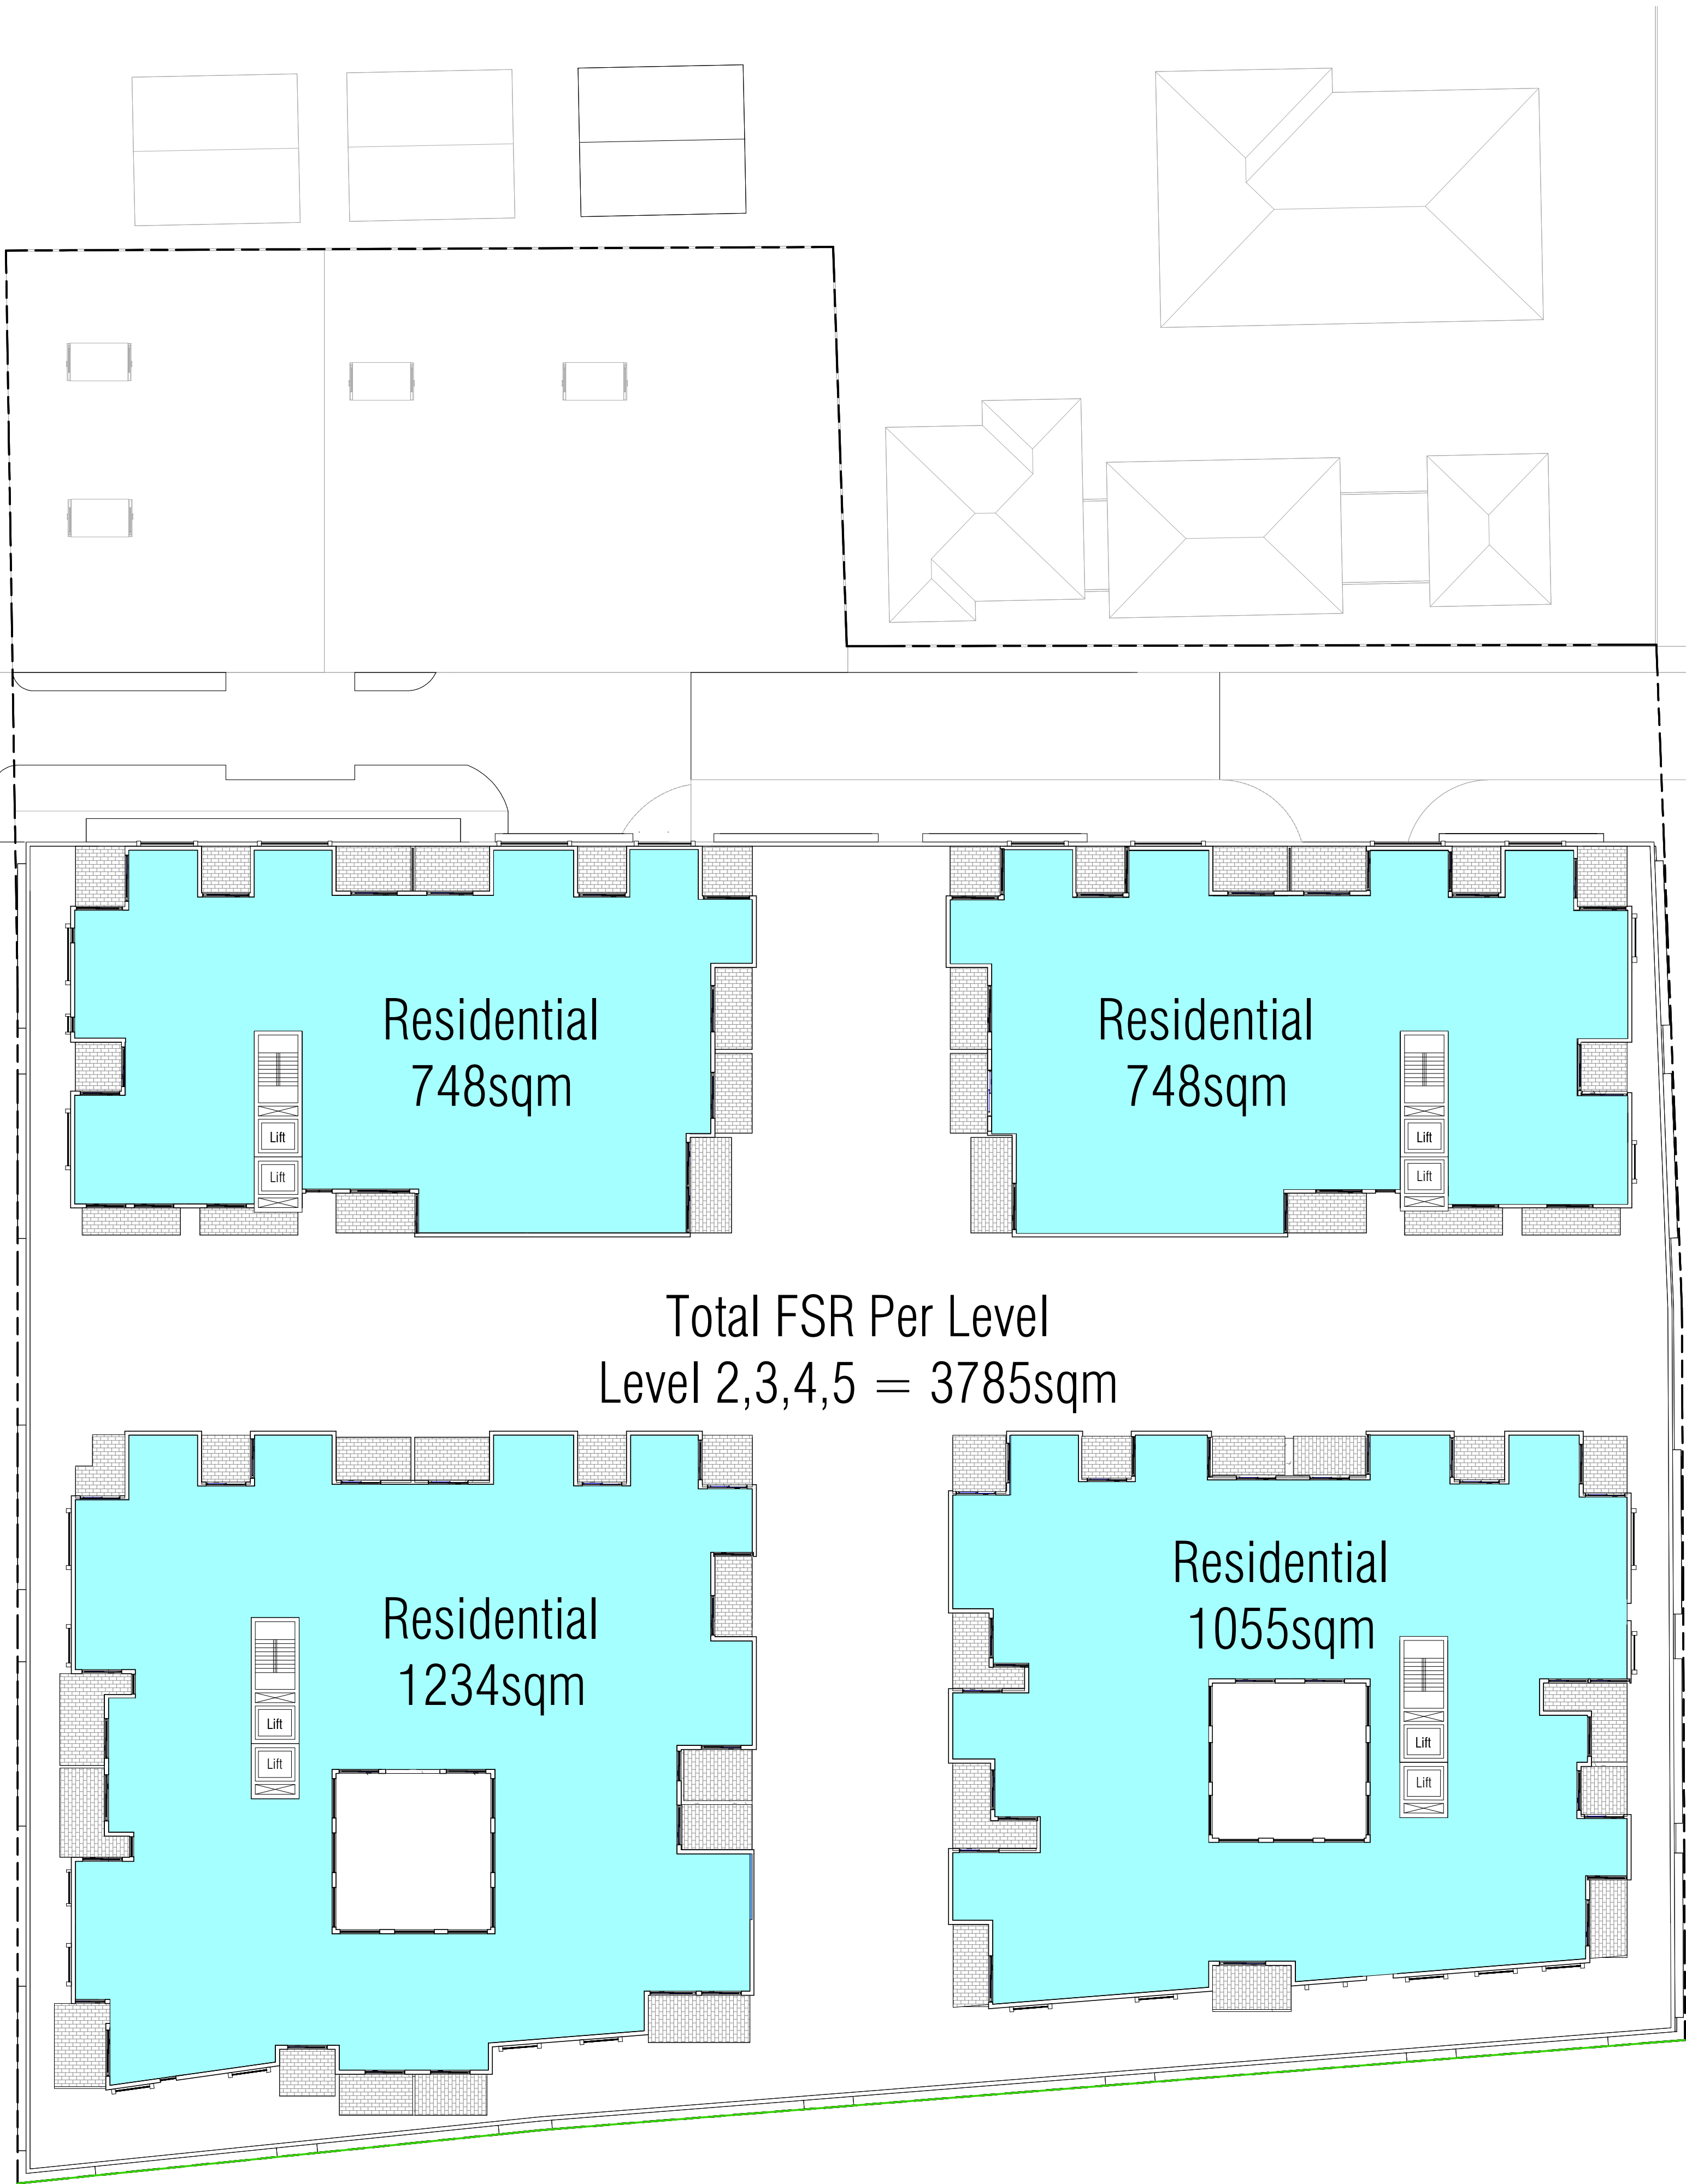 Residential
748sqm
Lift
Lift
Residential
748sqm
Lift
Lift
Total FSR Per Level
Level 2,3,4,5 = 3785sqm
Residential
1234sqm
Lift
Lift
Residential
1055sqm
Lift
Lift